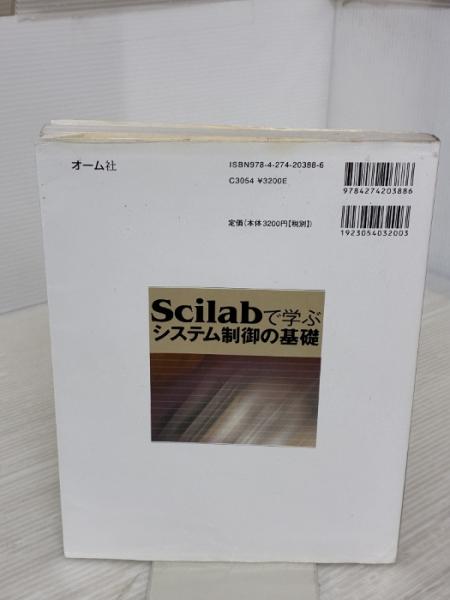 オーム社
ISBN978-4-274-20388-6
C3054 ¥3200E
定価(本体3200円【税別】)
9784274203886
1923054032003
Scilabで学ぶ
システム制御の基礎